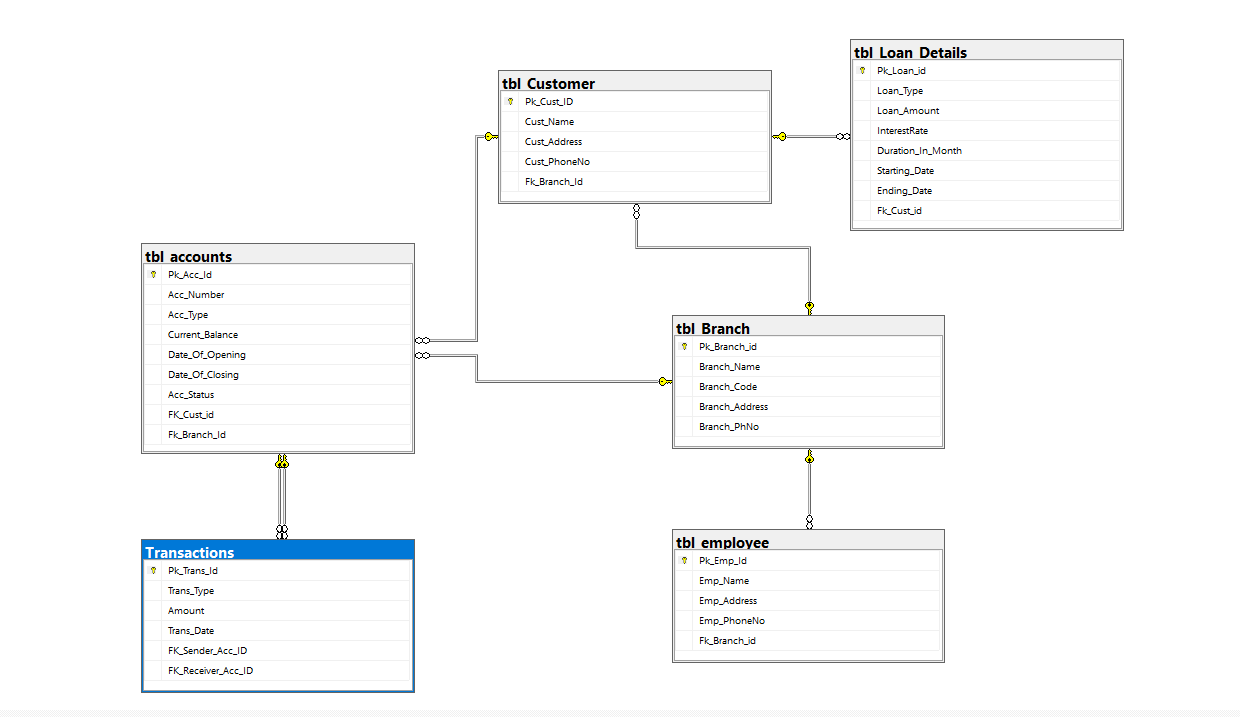 tbl_Loan_Details
Pk_Loan_id
Loan_Type
Loan_Amount
InterestRate
Duration_In_Month
Starting_Date
Ending_Date
Fk_Cust_id
tbl_Customer
Pk_Cust_ID
Cust_Name
Cust_Address
Cust_PhoneNo
Fk_Branch_Id
tbl_accounts
Pk_Acc_Id
Acc_Number
Acc_Type
Current_Balance
Date_Of_Opening
Date_Of_Closing
Acc_Status
FK_Cust_id
Fk_Branch_Id
tbl_Branch
Pk_Branch_id
Branch_Name
Branch_Code
Branch_Address
Branch_PhNo
Transactions
Pk_Trans_Id
Trans_Type
Amount
Trans_Date
FK_Sender_Acc_ID
FK_Receiver_Acc_ID
tbl_employee
Pk_Emp_Id
Emp_Name
Emp_Address
Emp_PhoneNo
Fk_Branch_id